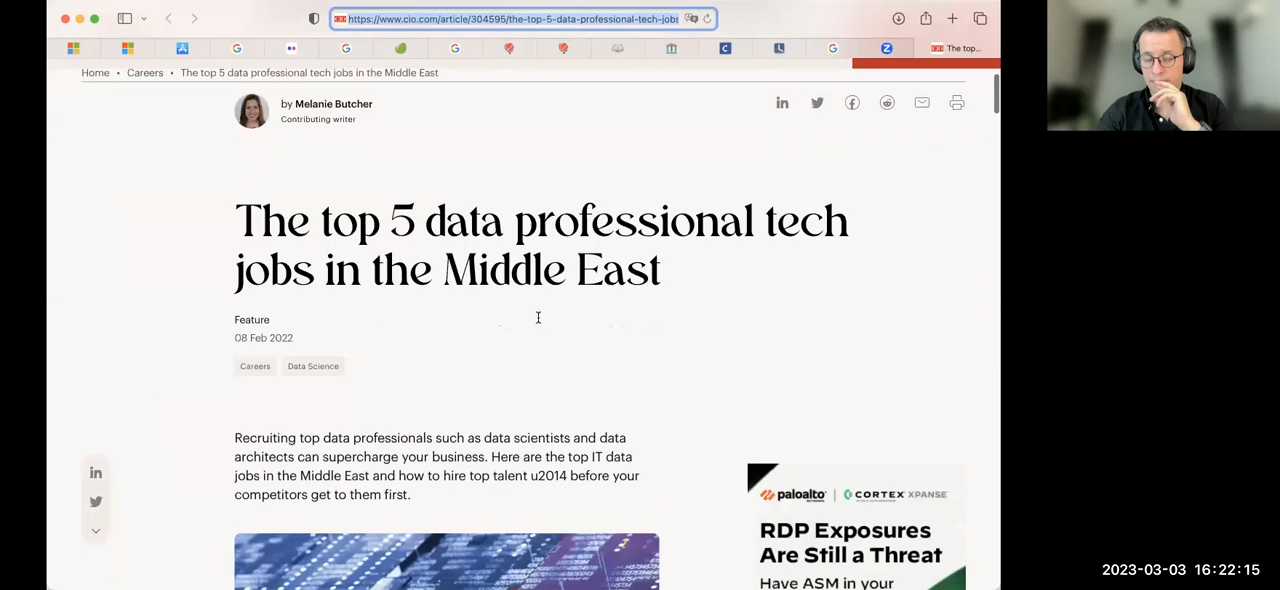 https://www.cio.com/article/304595/the-top-5-data-professional-tech-jobs
The top...
Home • Careers • The top 5 data professional tech jobs in the Middle East
by Melanie Butcher
Contributing writer
The top 5 data professional tech
jobs in the Middle East
Feature
08 Feb 2022
Careers Data Science
Recruiting top data professionals such as data scientists and data
architects can supercharge your business. Here are the top IT data
jobs in the Middle East and how to hire top talent u2014 before your
competitors get to them first.
paloalto | CORTEX XPANSE
RDP Exposures
Are Still a Threat
Have ASM in your
2023-03-03 16:22:15